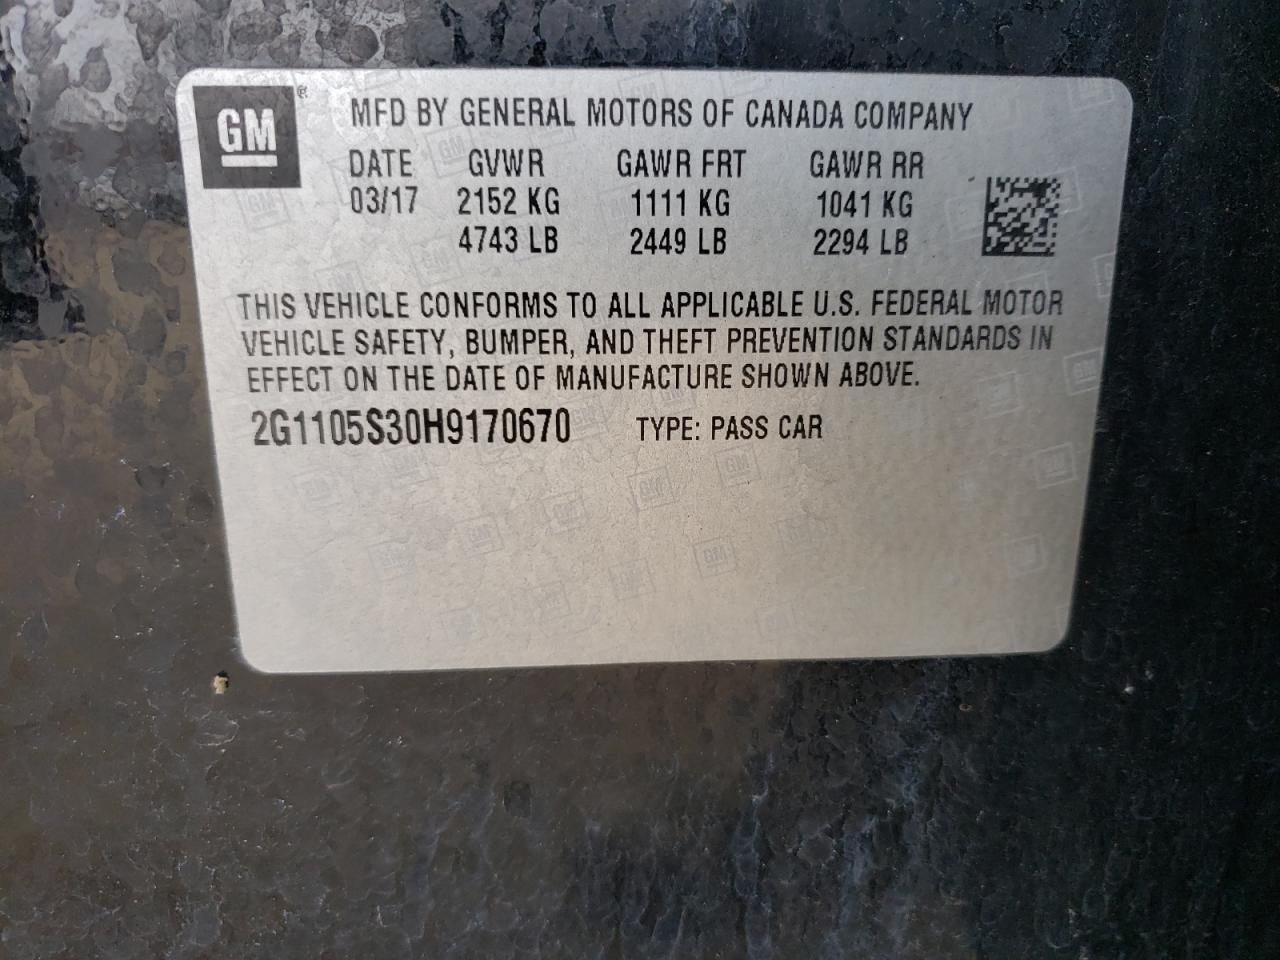 GM®
MFD BY GENERAL MOTORS OF CANADA COMPANY
DATE GVWR GAWR FRT GAWR RR
03/17 2152 KG 1111 KG 1041 KG
4743 LB 2449 LB 2294 LB
THIS VEHICLE CONFORMS TO ALL APPLICABLE U.S. FEDERAL MOTOR
VEHICLE SAFETY, BUMPER, AND THEFT PREVENTION STANDARDS IN
EFFECT ON THE DATE OF MANUFACTURE SHOWN ABOVE.
2G1105S30H9170670 TYPE: PASS CAR